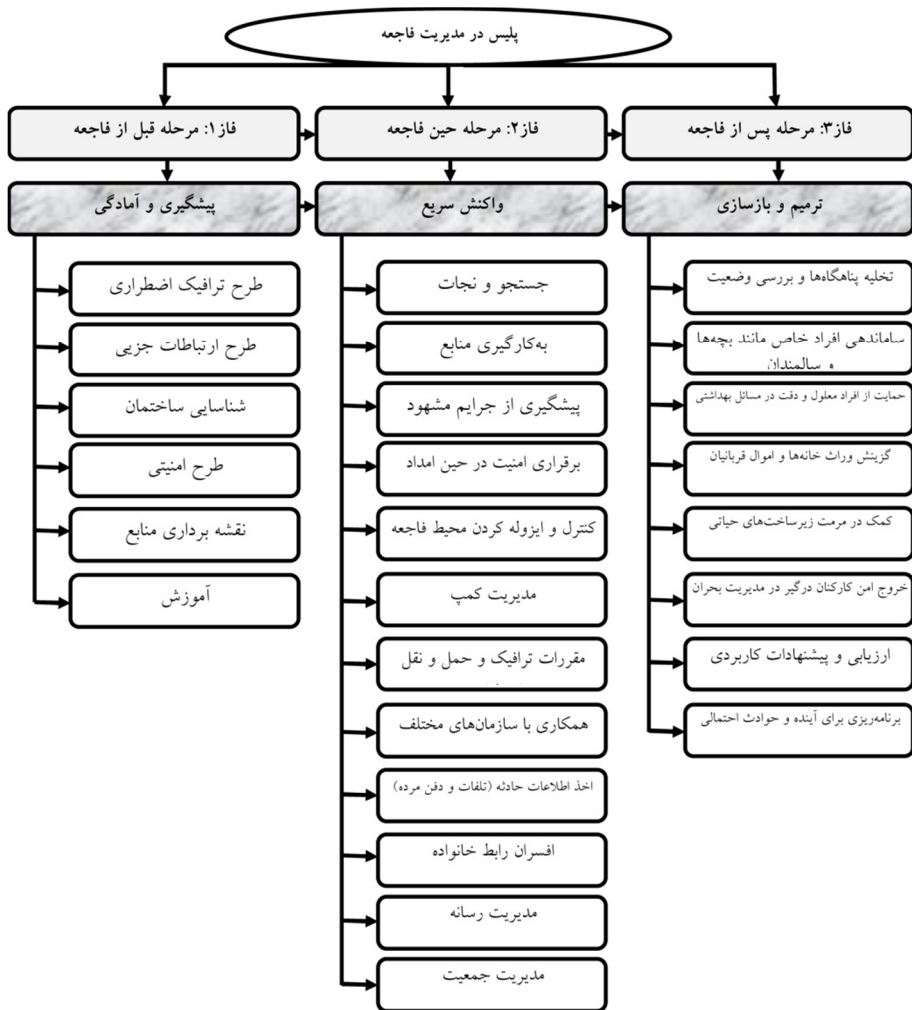 پلیس در مدیریت فاجعه
فاز۱: مرحله قبل از فاجعه
فاز۲: مرحله حین فاجعه
فاز۳: مرحله پس از فاجعه
پیشگیری و آمادگی
واکنش سریع
ترمیم و بازسازی
طرح ترافیک اضطراری
طرح ارتباطات جزیی
شناسایی ساختمان
طرح امنیتی
نقشه برداری منابع
آموزش
جستجو و نجات
به‌کارگیری منابع
پیشگیری از جرایم مشهود
برقراری امنیت در حین امداد
کنترل و ایزوله کردن محیط فاجعه
مدیریت کمپ
مقررات ترافیک و حمل و نقل
همکاری با سازمان‌های مختلف
اخذ اطلاعات حادثه (تلفات و دفن مرده)
افسران رابط خانواده
مدیریت رسانه
مدیریت جمعیت
تخلیه پناهگاه‌ها و بررسی وضعیت
ساماندهی افراد خاص مانند بچه‌ها
و سالمندان
حمایت از افراد معلول و دقت در مسائل بهداشتی
گزینش وراث خانه‌ها و اموال قربانیان
کمک در مرمت زیرساخت‌های حیاتی
خروج امن کارکنان درگیر در مدیریت بحران
ارزیابی و پیشنهادات کاربردی
برنامه‌ریزی برای آینده و حوادث احتمالی